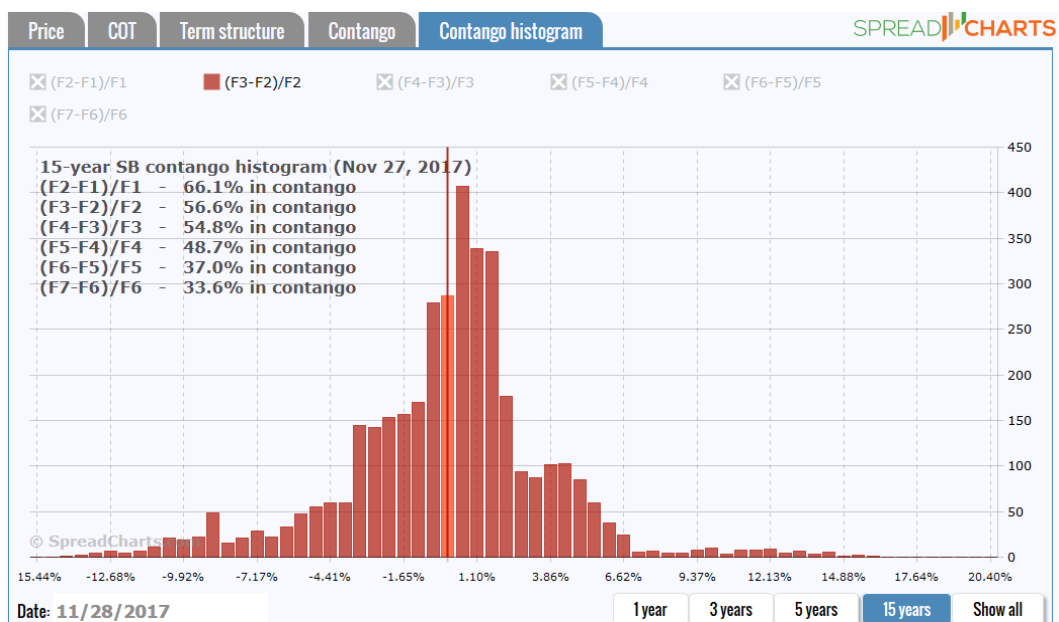 Price COT Term structure Contango Contango histogram SPREADCHARTS
(F2-F1)/F1 (F3-F2)/F2 (F4-F3)/F3 (F5-F4)/F4 (F6-F5)/F5
(F7-F6)/F6
15-year SB contango histogram (Nov 27, 2017)
(F2-F1)/F1 - 66.1% in contango
(F3-F2)/F2 - 56.6% in contango
(F4-F3)/F3 - 54.8% in contango
(F5-F4)/F4 - 48.7% in contango
(F6-F5)/F5 - 37.0% in contango
(F7-F6)/F6 - 33.6% in contango
450
400
350
300
250
200
150
100
50
0
© SpreadCharts
15.44% -12.68% -9.92% -7.17% -4.41% -1.65% 1.10% 3.86% 6.62% 9.37% 12.13% 14.88% 17.64% 20.40%
Date: 11/28/2017 1 year 3 years 5 years 15 years Show all